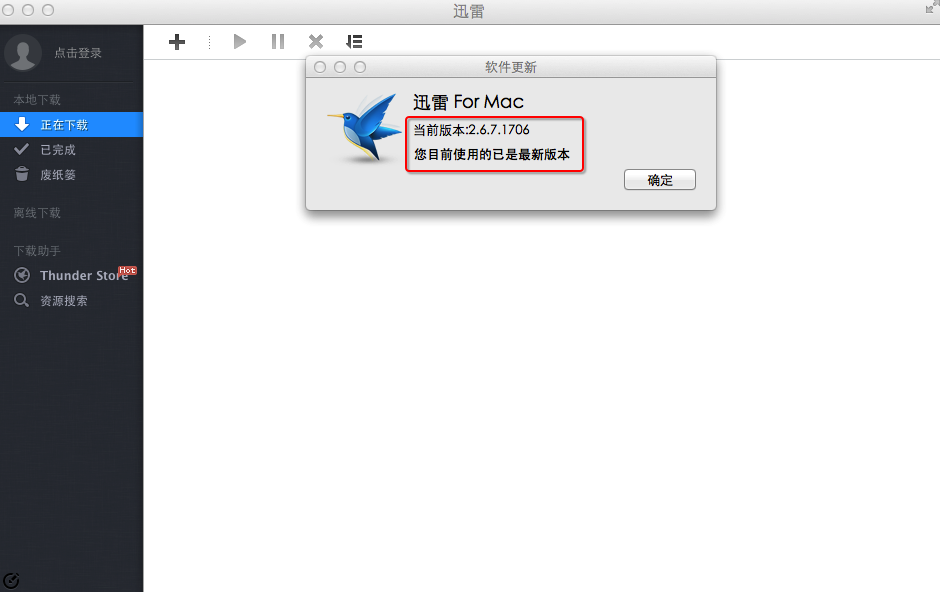 迅雷
点击登录
本地下载
正在下载
已完成
废纸篓
离线下载
下载助手
Thunder Store
Hot
资源搜索
软件更新
迅雷 For Mac
当前版本:2.6.7.1706
您目前使用的已是最新版本
确定